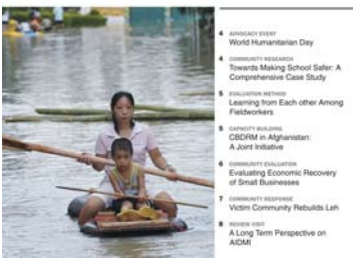 4 ADVOCACY EVENT
World Humanitarian Day
4 COMMUNITY RESEARCH
Towards Making School Safer: A
Comprehensive Case Study
5 EVALUATION METHOD
Learning from Each other Among
Fieldworkers
5 CAPACITY BUILDING
CBDRM in Afghanistan:
A Joint Initiative
6 COMMUNITY EVALUATION
Evaluating Economic Recovery
of Small Businesses
7 COMMUNITY RESPONSE
Victim Community Rebuilds Leh
8 REVIEW VISIT
A Long Term Perspective on
AIDMI